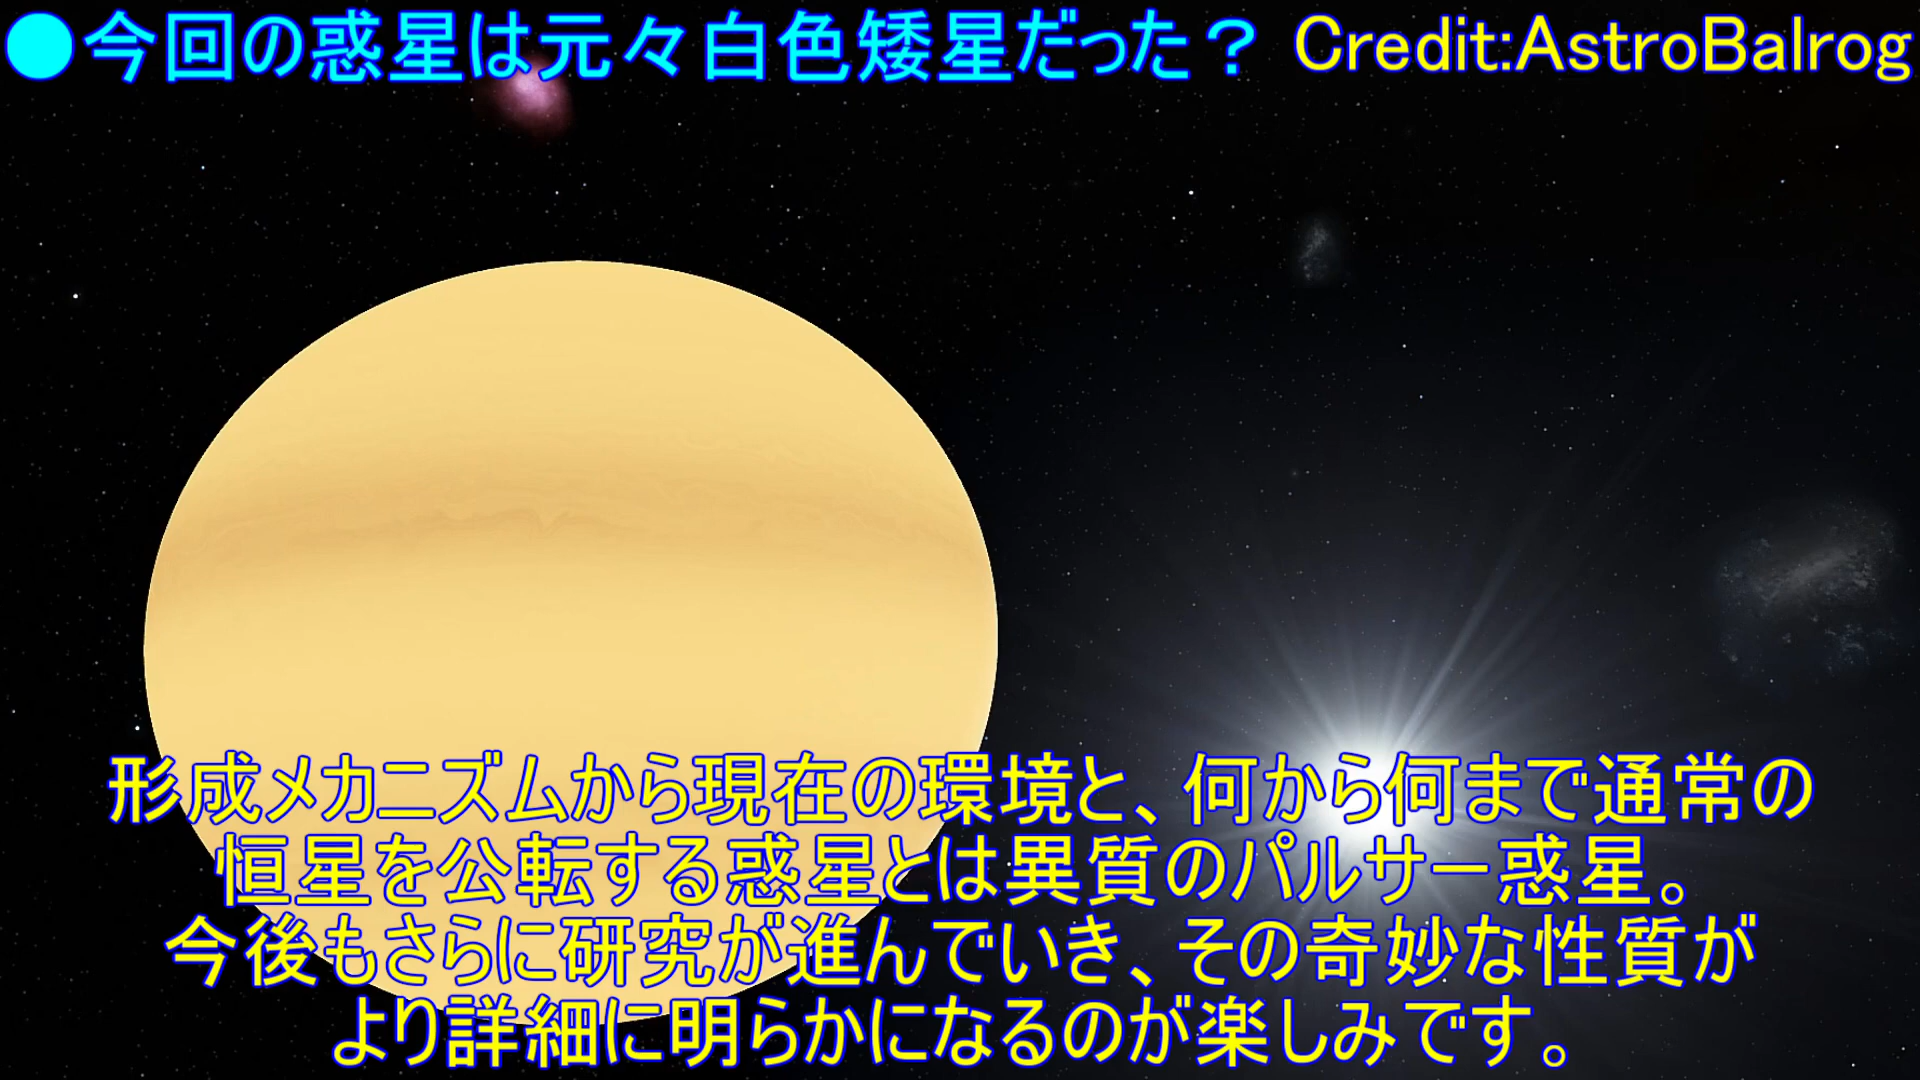 ●今回の惑星は元々白色矮星だった？ Credit:AstroBalrog
形成メカニズムから現在の環境と、何から何まで通常の
恒星を公転する惑星とは異質のパルサー惑星。
今後もさらに研究が進んでいき、その奇妙な性質が
より詳細に明らかになるのが楽しみです。